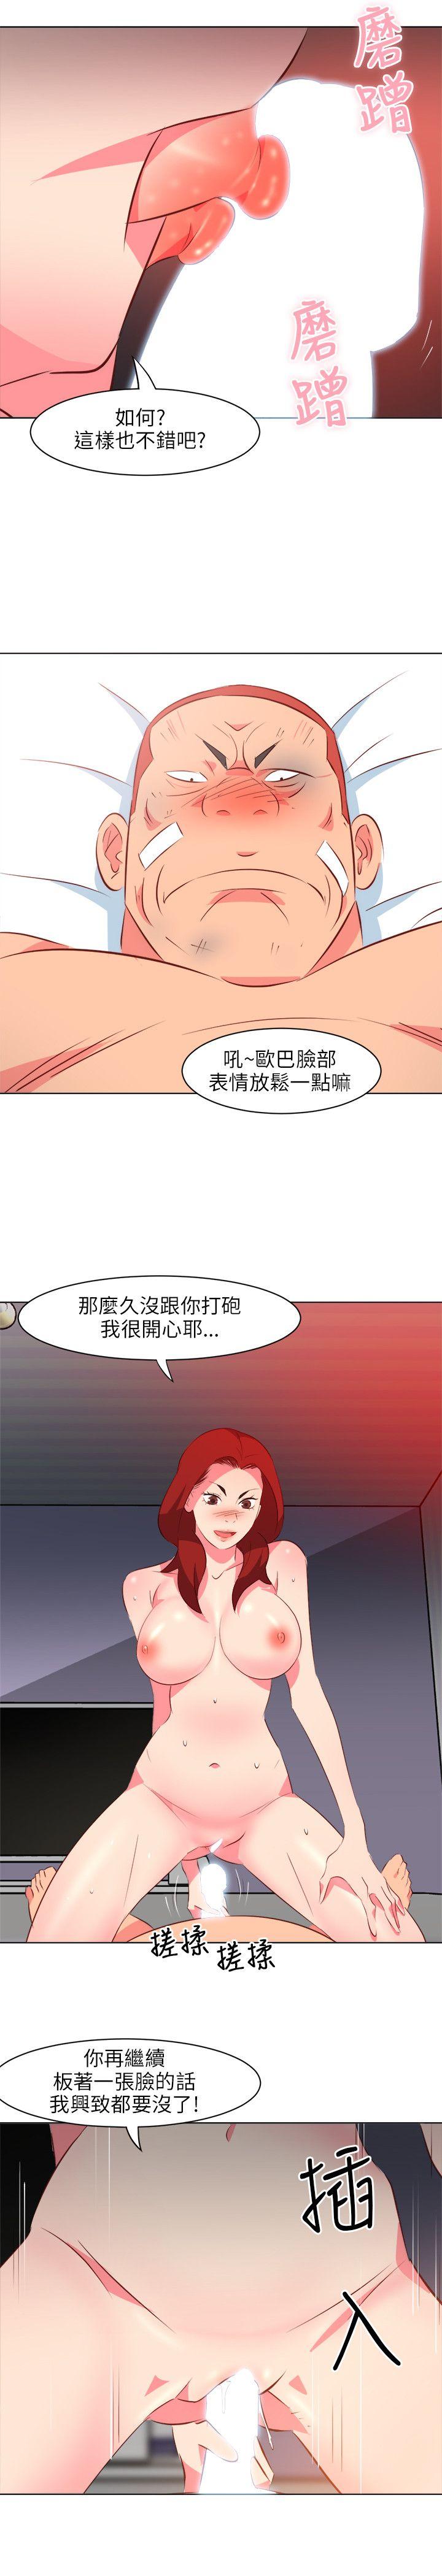 磨蹭
磨蹭
如何?
這樣也不錯吧?
吼~歐巴臉部
表情放鬆一點嘛
那麼久沒跟你打砲
我很開心耶...
搓揉 搓揉
你再繼續
板著一張臉的話
我興致都要沒了!
插
入